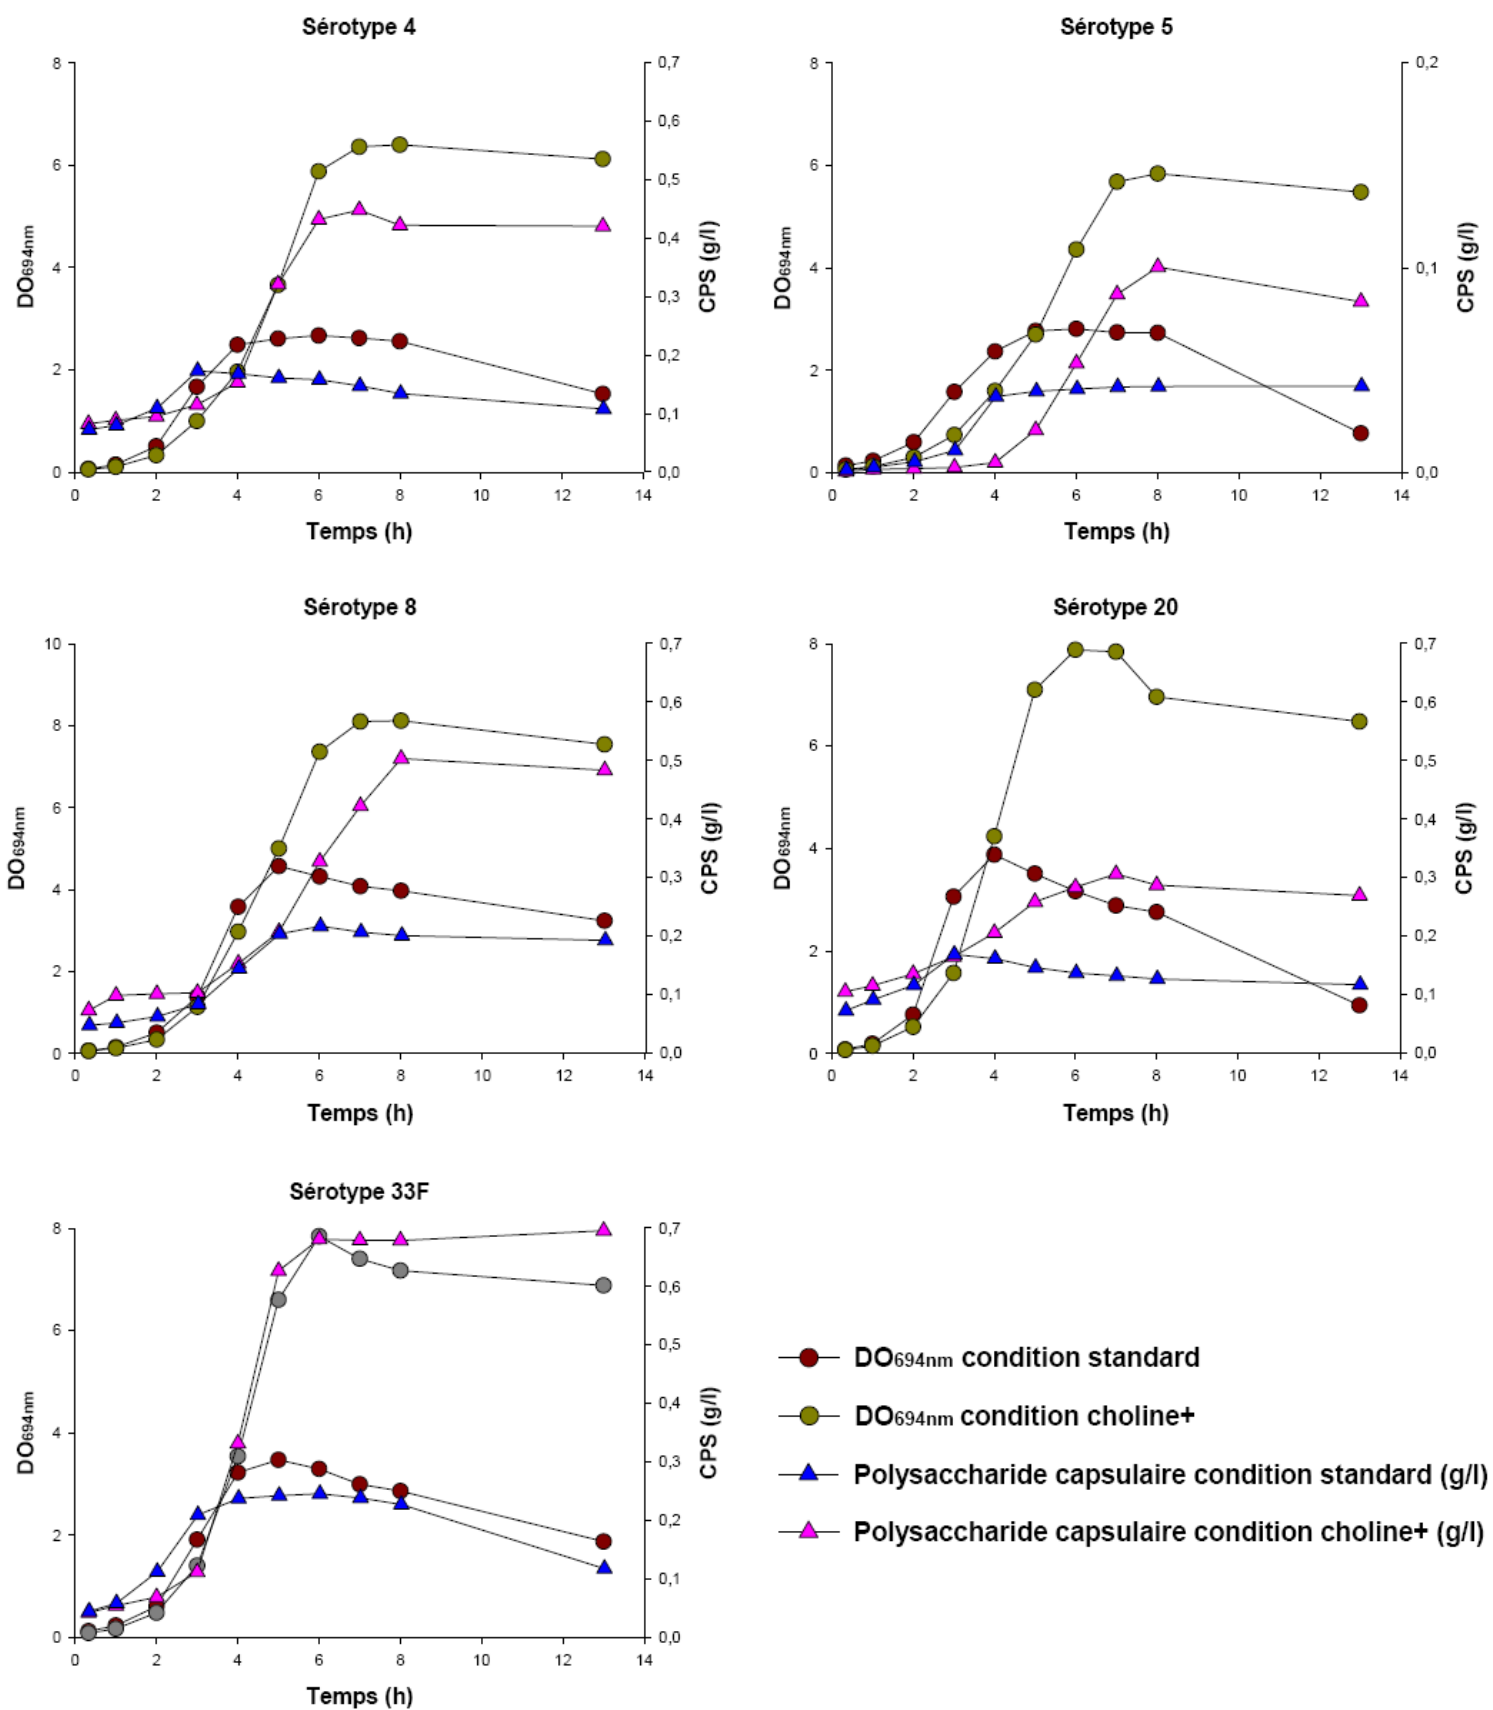 Sérotype 4
8
6
4
2
0
DO694nm
0,7
0,6
0,5
0,4
0,3
0,2
0,1
0,0
CPS (g/l)
0 2 4 6 8 10 12 14
Temps (h)
Sérotype 5
8
6
4
2
0
DO694nm
0,2
0,1
0,0
CPS (g/l)
0 2 4 6 8 10 12 14
Temps (h)
Sérotype 8
10
8
6
4
2
0
DO694nm
0,7
0,6
0,5
0,4
0,3
0,2
0,1
0,0
CPS (g/l)
0 2 4 6 8 10 12 14
Temps (h)
Sérotype 20
8
6
4
2
0
DO694nm
0,7
0,6
0,5
0,4
0,3
0,2
0,1
0,0
CPS (g/l)
0 2 4 6 8 10 12 14
Temps (h)
Sérotype 33F
8
6
4
2
0
DO694nm
0,7
0,6
0,5
0,4
0,3
0,2
0,1
0,0
CPS (g/l)
0 2 4 6 8 10 12 14
Temps (h)
DO694nm condition standard
DO694nm condition choline+
Polysaccharide capsulaire condition standard (g/l)
Polysaccharide capsulaire condition choline+ (g/l)